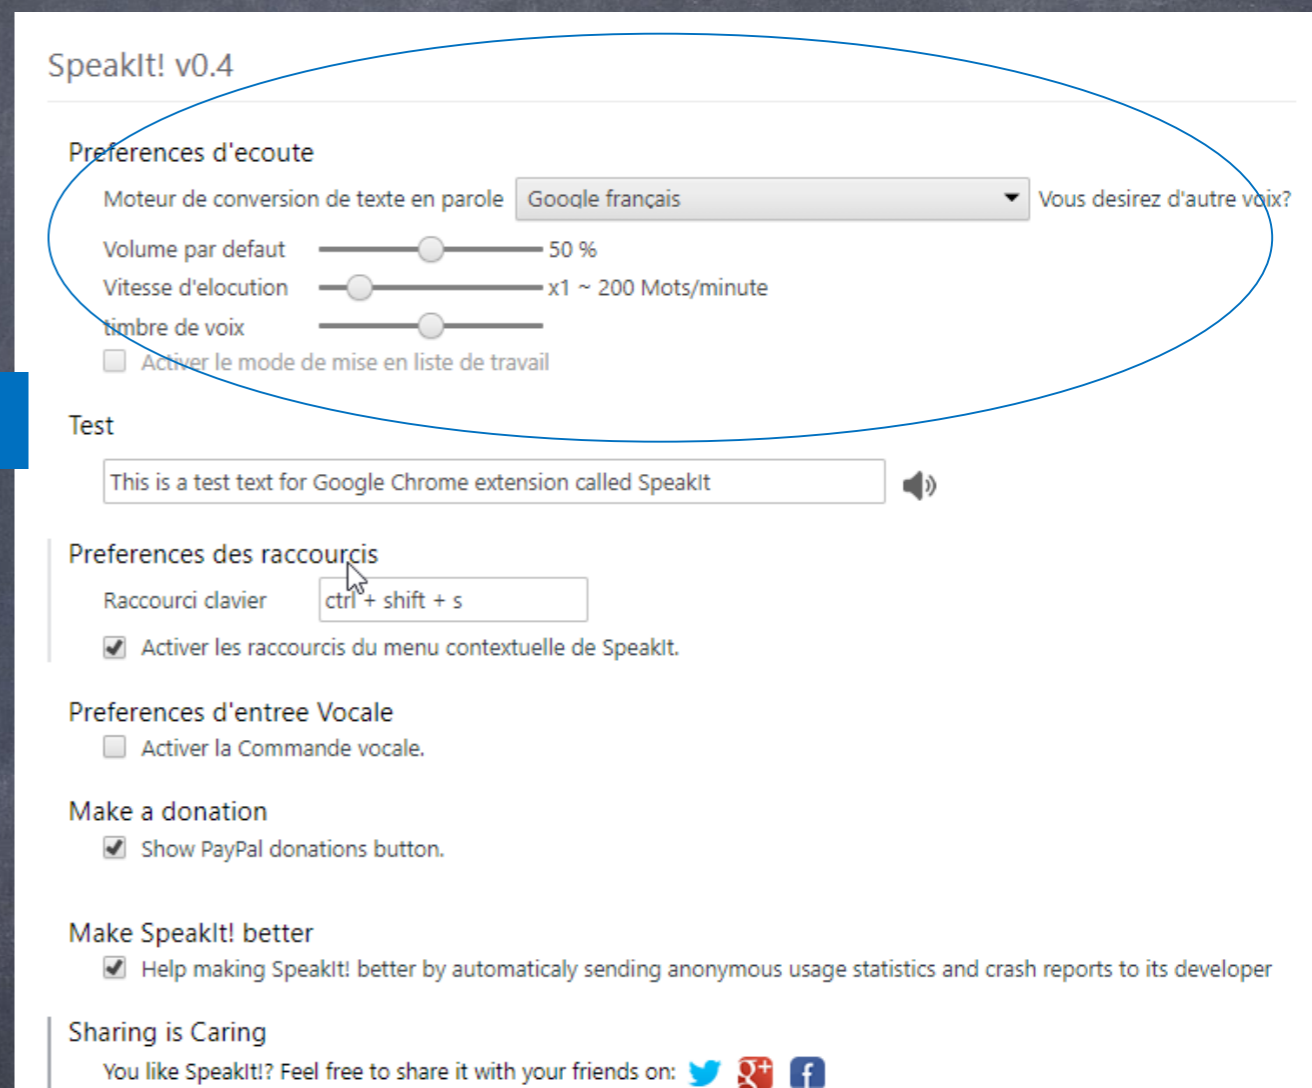 SpeakIt! v0.4
Preferences d'ecoute
Moteur de conversion de texte en parole Google français Vous desirez d'autre voix?
Volume par defaut 50 %
Vitesse d'elocution x1 ~ 200 Mots/minute
timbre de voix
Activer le mode de mise en liste de travail
Test
This is a test text for Google Chrome extension called SpeakIt
Preferences des raccourcis
Raccourci clavier ctrl + shift + s
Activer les raccourcis du menu contextuelle de SpeakIt.
Preferences d'entree Vocale
Activer la Commande vocale.
Make a donation
Show PayPal donations button.
Make SpeakIt! better
Help making SpeakIt! better by automaticaly sending anonymous usage statistics and crash reports to its developer
Sharing is Caring
You like SpeakIt!? Feel free to share it with your friends on: g+ f